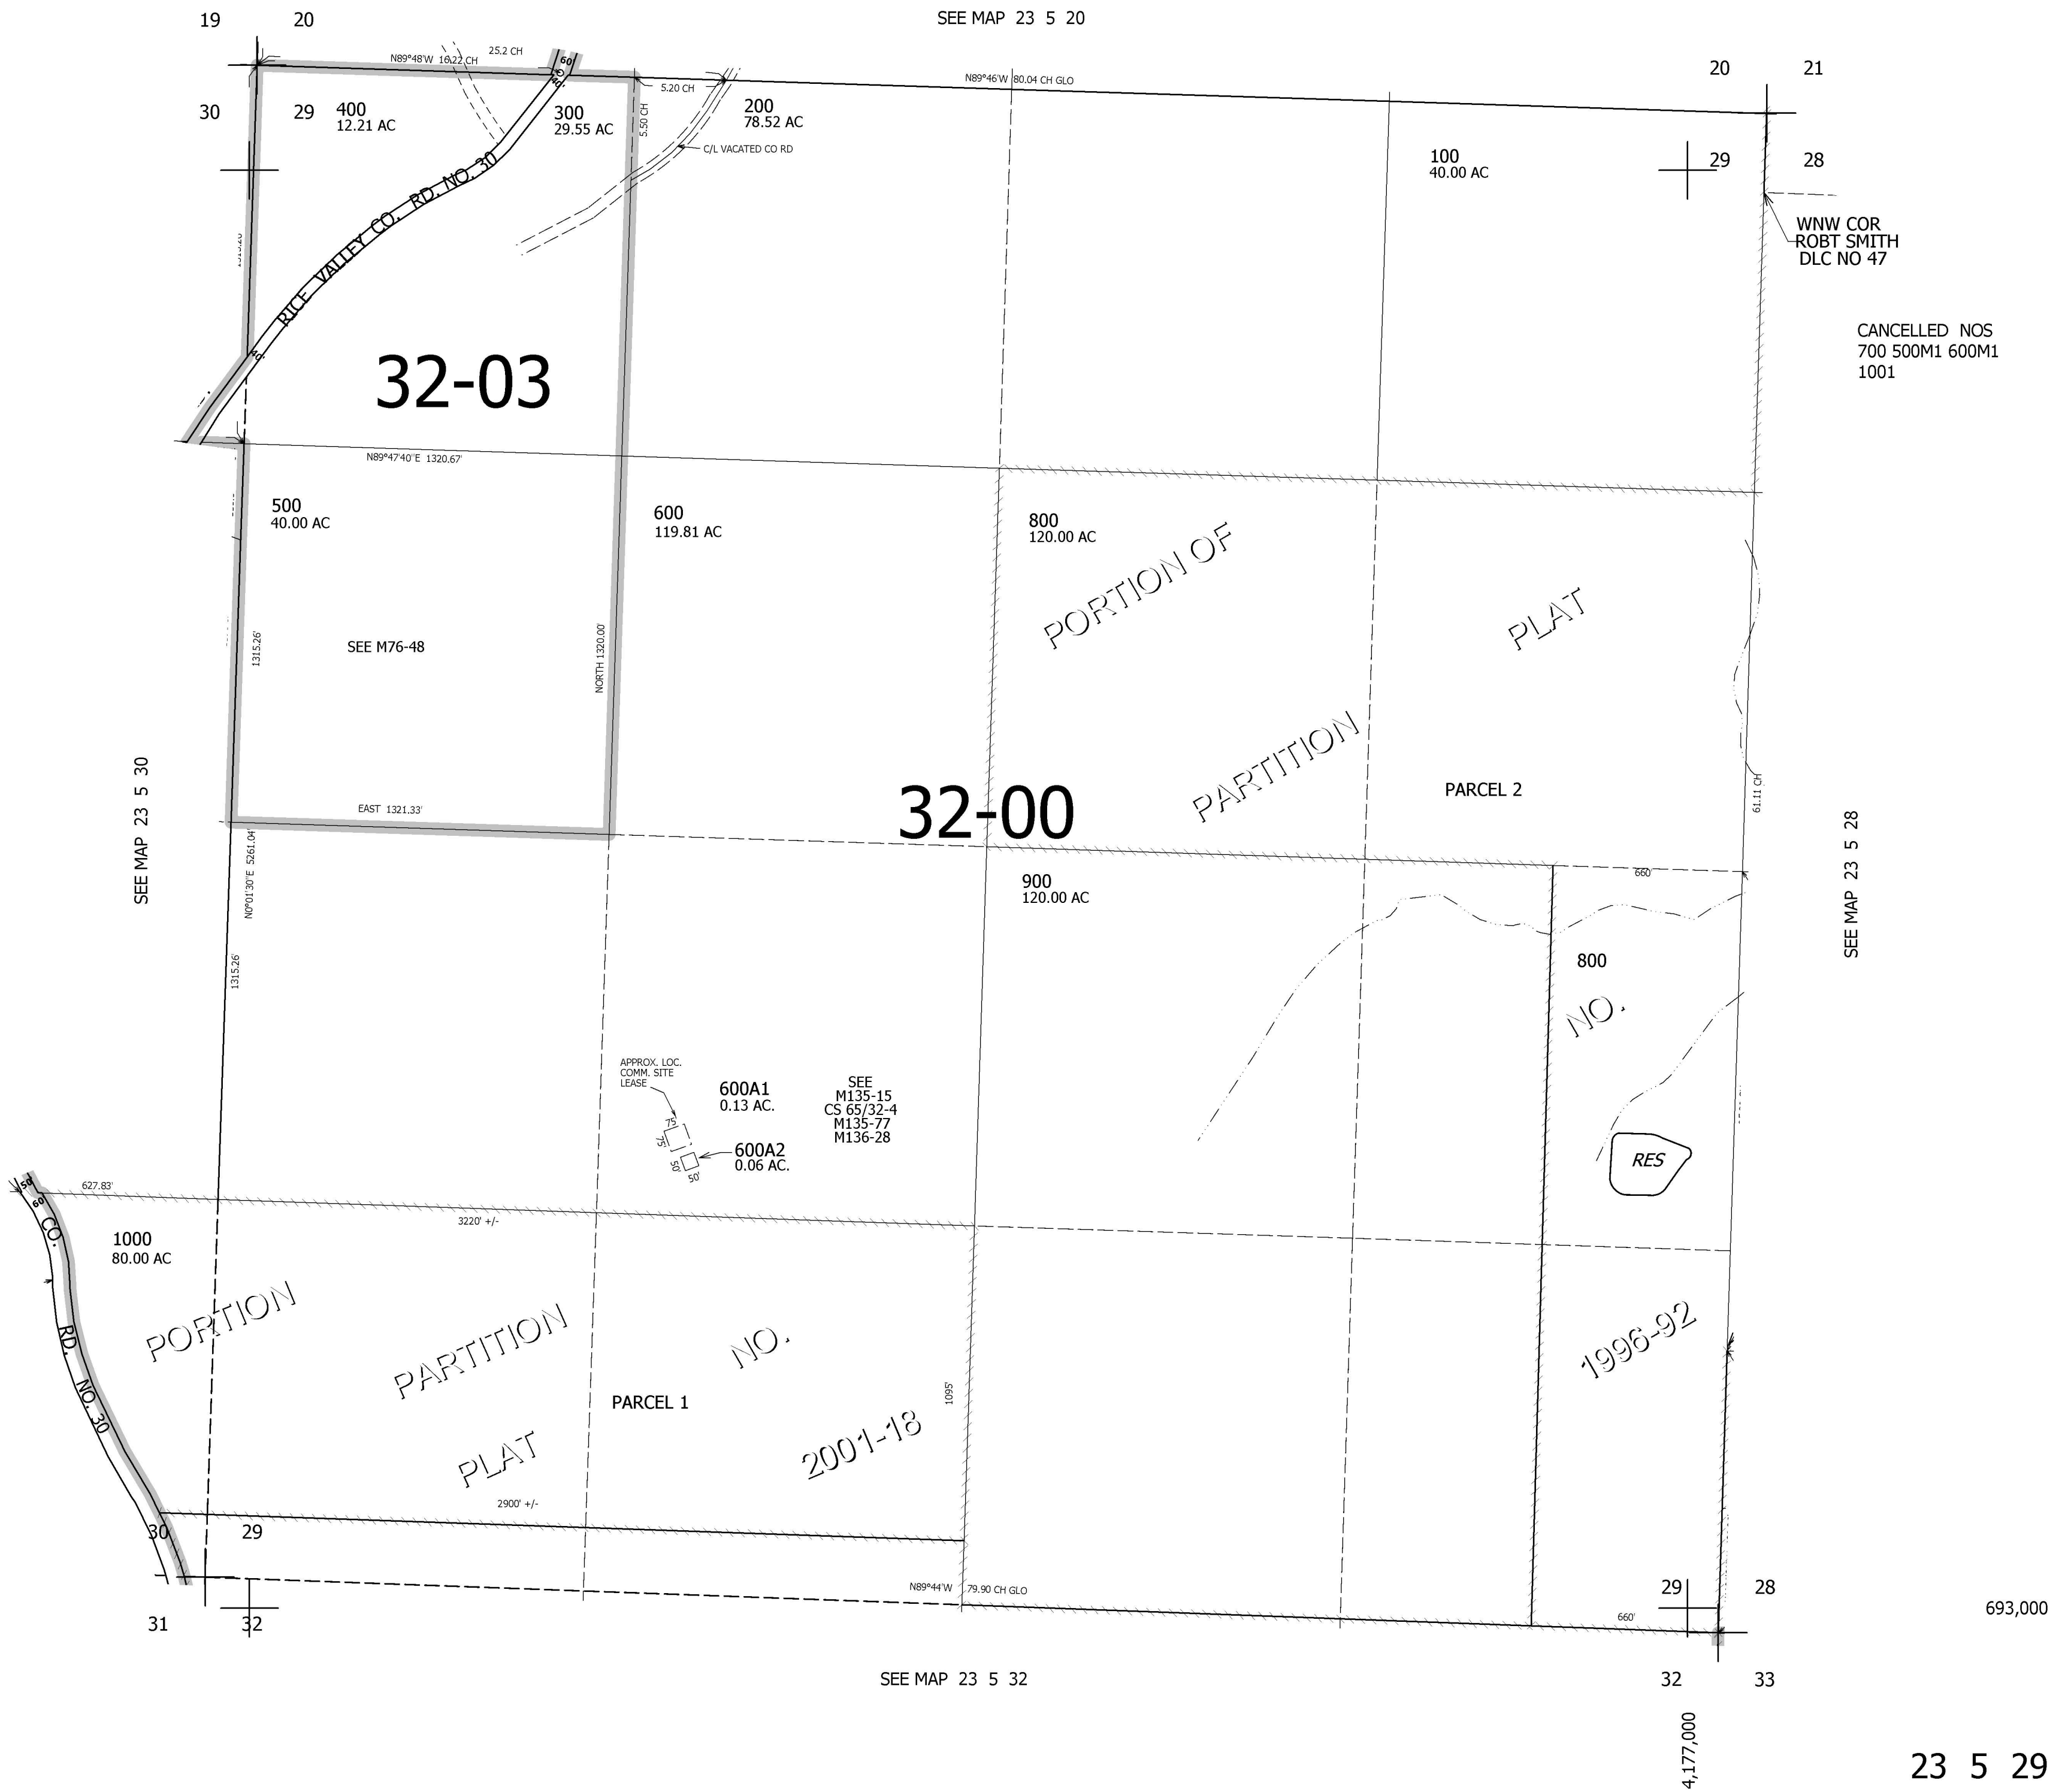 19 20
SEE MAP 23 5 20
N89°48'W 16.22 CH
25.2 CH
60
40'
5.20 CH
N89°46'W 80.04 CH GLO
20 21
30 29
400
12.21 AC
300
29.55 AC
5.50 CH
200
78.52 AC
C/L VACATED CO RD
100
40.00 AC
29 28
RICE VALLEY CO. RD. NO. 30
WNW COR
ROBT SMITH
DLC NO 47
CANCELLED NOS
700 500M1 600M1
1001
40'
32-03
N89°47'40"E 1320.67'
500
40.00 AC
600
119.81 AC
800
120.00 AC
PORTION OF
PLAT
SEE M76-48
1315.26'
NORTH 1320.00'
PARTITION
PARCEL 2
61.11 CH
SEE MAP 23 5 30
EAST 1321.33'
32-00
SEE MAP 23 5 28
N0°01'30"E 5261.04'
900
120.00 AC
660'
800
NO.
1315.26'
APPROX. LOC.
COMM. SITE
LEASE
600A1
0.13 AC.
SEE
M135-15
CS 65/32-4
M135-77
M136-28
75'
75'
600A2
0.06 AC.
50'
50'
RES
50
60
627.83'
3220' +/-
CO. RD. NO. 30
1000
80.00 AC
PORTION
PARTITION
NO.
1996-92
PARCEL 1
1095'
PLAT
2001-18
2900' +/-
30 29
N89°44'W 79.90 CH GLO
29 28
660'
693,000
31 32
SEE MAP 23 5 32
32 33
4,177,000
23 5 29